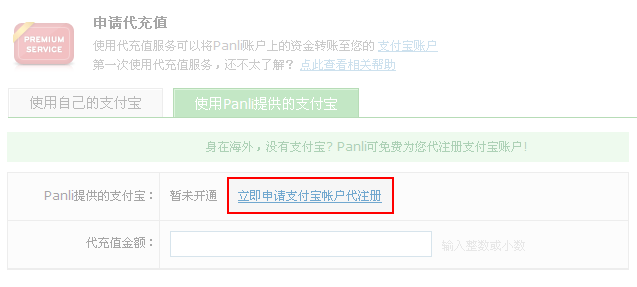 申请代充值
PREMIUM
SERVICE
使用代充值服务可以将Panli账户上的资金转账至您的 支付宝账户
第一次使用代充值服务，还不太了解？ 点此查看相关帮助
使用自己的支付宝
使用Panli提供的支付宝
身在海外，没有支付宝？Panli可免费为您代注册支付宝账户！
Panli提供的支付宝： 暂未开通 立即申请支付宝帐户代注册
代充值金额： 输入整数或小数